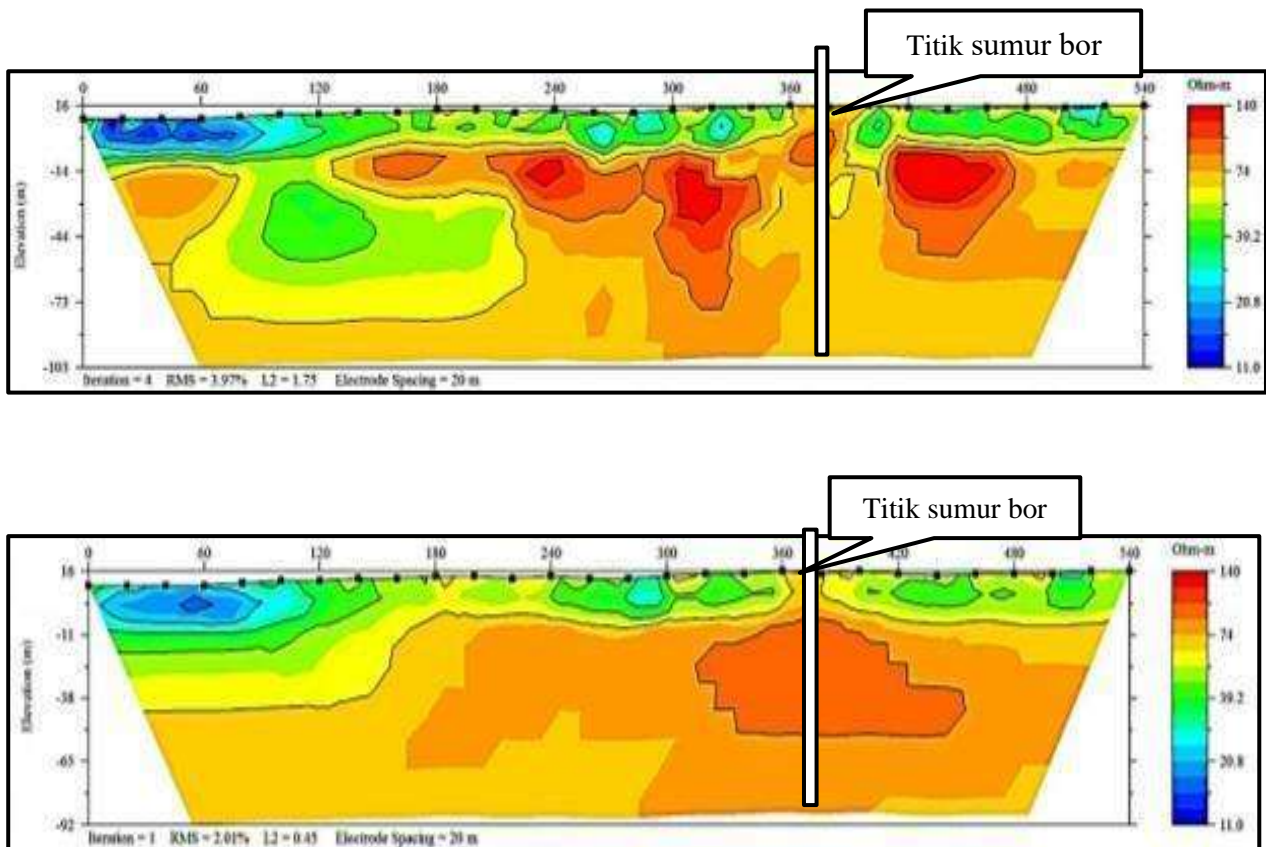 Titik sumur bor
0 60 120 180 240 300 360 480 540
Ohm-m
16
-14
-44
-73
-103
Elevation (m)
140
74
39.2
20.8
11.0
Iteration = 4 RMS = 3.97% L2 = 1.75 Electrode Spacing = 20 m
Titik sumur bor
0 60 120 180 240 300 360 420 480 540
Ohm-m
16
-11
-38
-65
-92
Elevation (m)
140
74
39.2
20.8
11.0
Iteration = 1 RMS = 2.01% L2 = 0.45 Electrode Spacing = 20 m